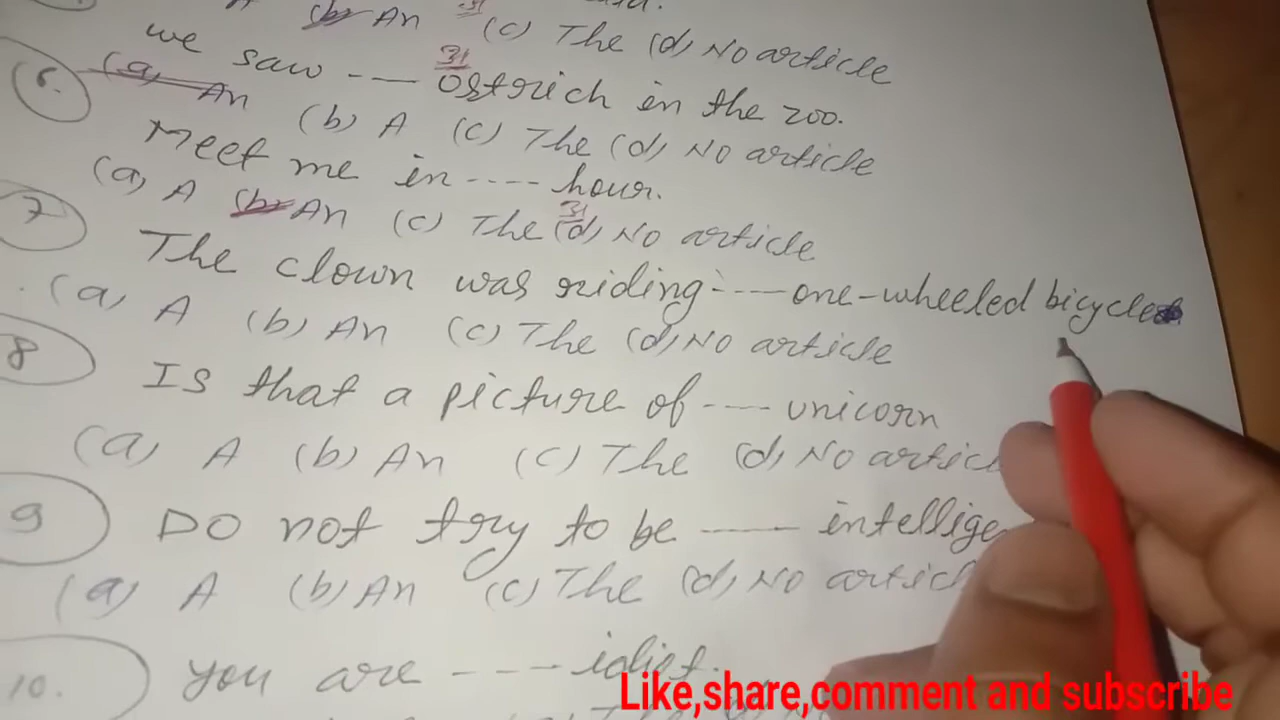 (b) An (c) The (d) No article
6. we saw ---- ostrich in the zoo.
(a) An (b) A (c) The (d) No article
Meet me in ---- hour.
(a) A (b) An (c) The (d) No article
7 The clown was riding ---- one-wheeled bicycle
(a) A (b) An (c) The (d) No article
8 Is that a picture of ---- unicorn
(a) A (b) An (c) The (d) No artic
9 Do not try to be ---- intellige
(a) A (b) An (c) The (d) No artic
10. you are ---- idiot.
Like,share,comment and subscribe